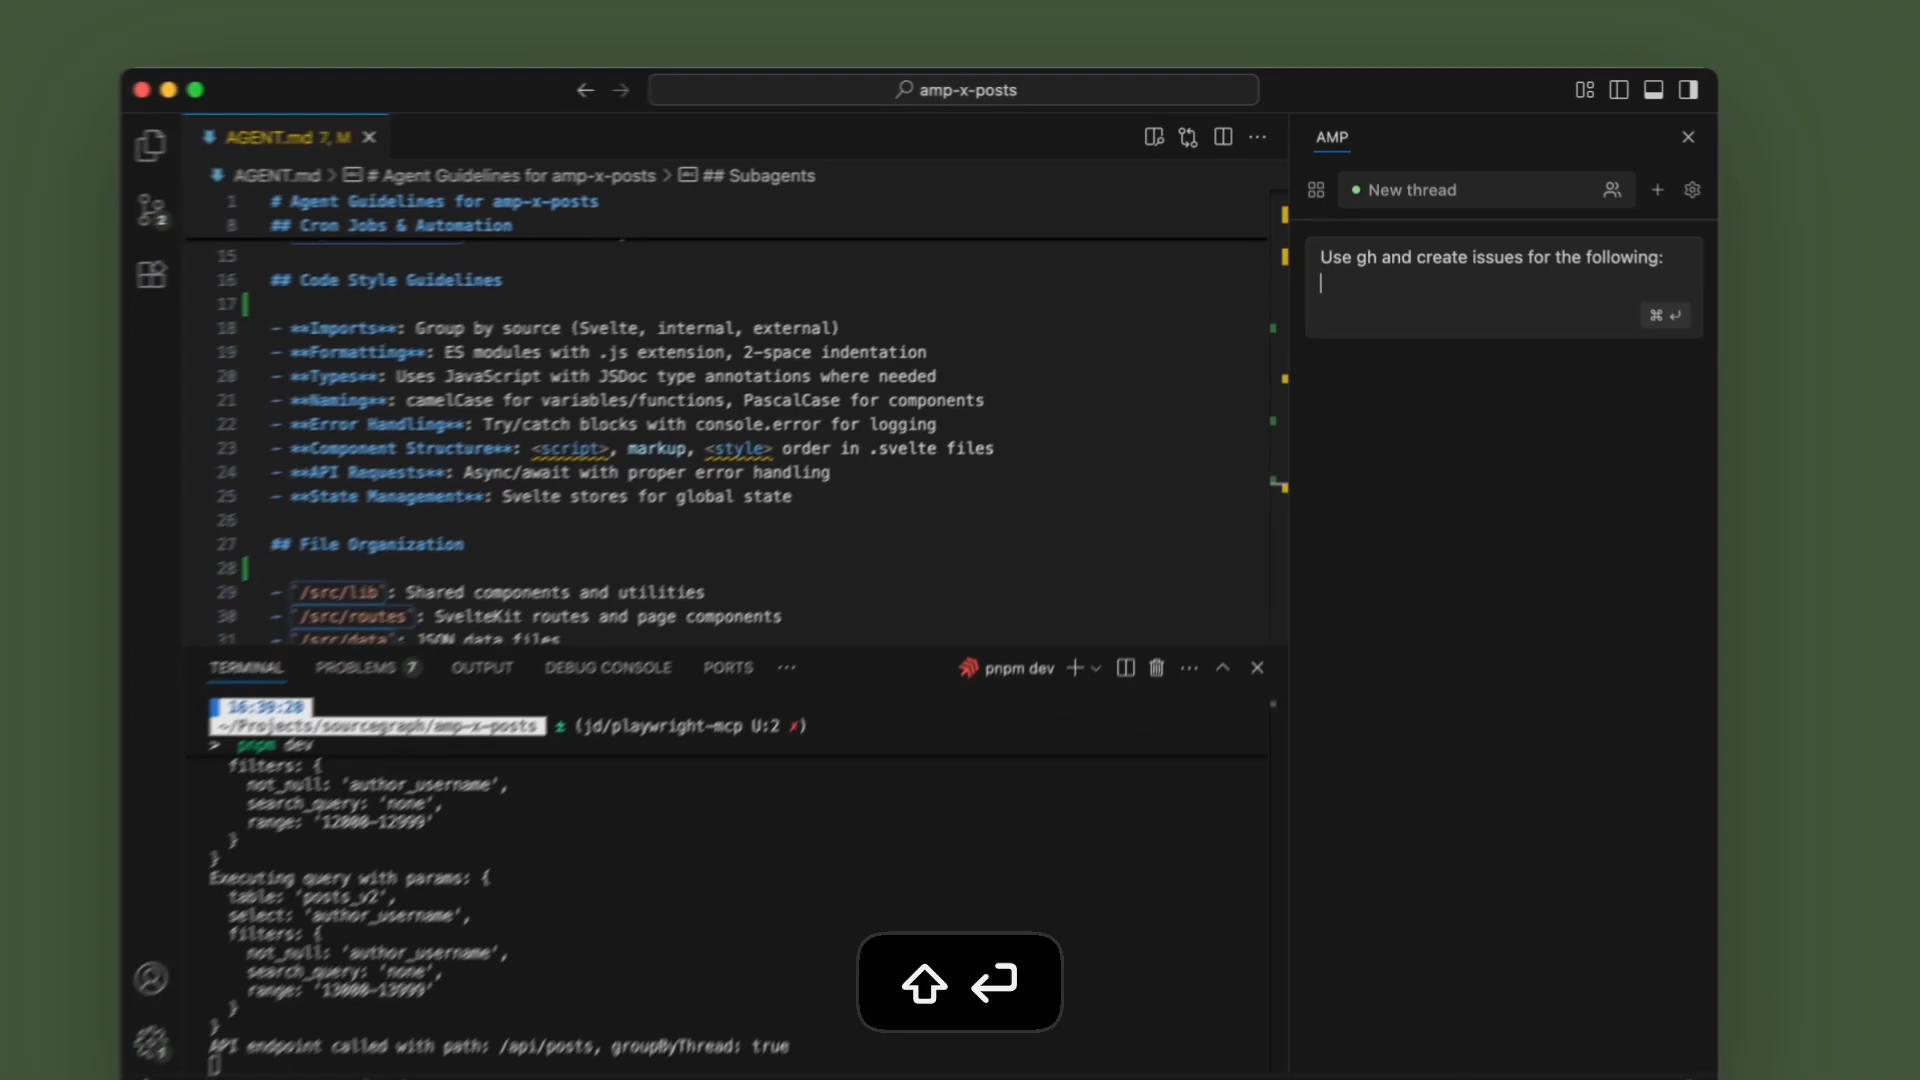 amp-x-posts
AGENT.md 7, M
AMP
AGENT.md > # Agent Guidelines for amp-x-posts > ## Subagents
New thread
1 # Agent Guidelines for amp-x-posts
8 ## Cron Jobs & Automation
15
16 ## Code Style Guidelines
17
18 - **Imports**: Group by source (Svelte, internal, external)
19 - **Formatting**: ES modules with .js extension, 2-space indentation
20 - **Types**: Uses JavaScript with JSDoc type annotations where needed
21 - **Naming**: camelCase for variables/functions, PascalCase for components
22 - **Error Handling**: Try/catch blocks with console.error for logging
23 - **Component Structure**: <script>, markup, <style> order in .svelte files
24 - **API Requests**: Async/await with proper error handling
25 - **State Management**: Svelte stores for global state
26
27 ## File Organization
28
29 - `/src/lib`: Shared components and utilities
30 - `/src/routes`: SvelteKit routes and page components
31 - `/src/data`: JSON data files
Use gh and create issues for the following:
⌘ ↵
TERMINAL PROBLEMS 7 OUTPUT DEBUG CONSOLE PORTS ··· pnpm dev
16:39:20
~/Projects/sourcegraph/amp-x-posts ± (jd/playwright-mcp U:2 ✗)
> pnpm dev
filters: {
not_null: 'author_username',
search_query: 'none',
range: '12000-12999'
}
}
Executing query with params: {
table: 'posts_v2',
select: 'author_username',
filters: {
not_null: 'author_username',
search_query: 'none',
range: '13000-13999'
}
}
API endpoint called with path: /api/posts, groupByThread: true
2
1